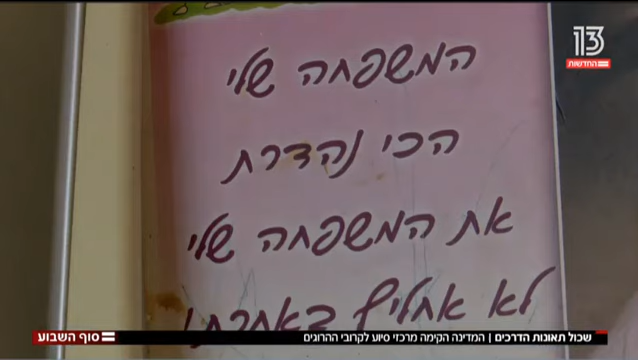 13
החדשות
המשפחה שלי
הכי נהדרת
את המשפחה שלי
לא אחליף באחרת!
שכול תאונות הדרכים | המדינה הקימה מרכזי סיוע לקרובי ההרוגים
סוף השבוע